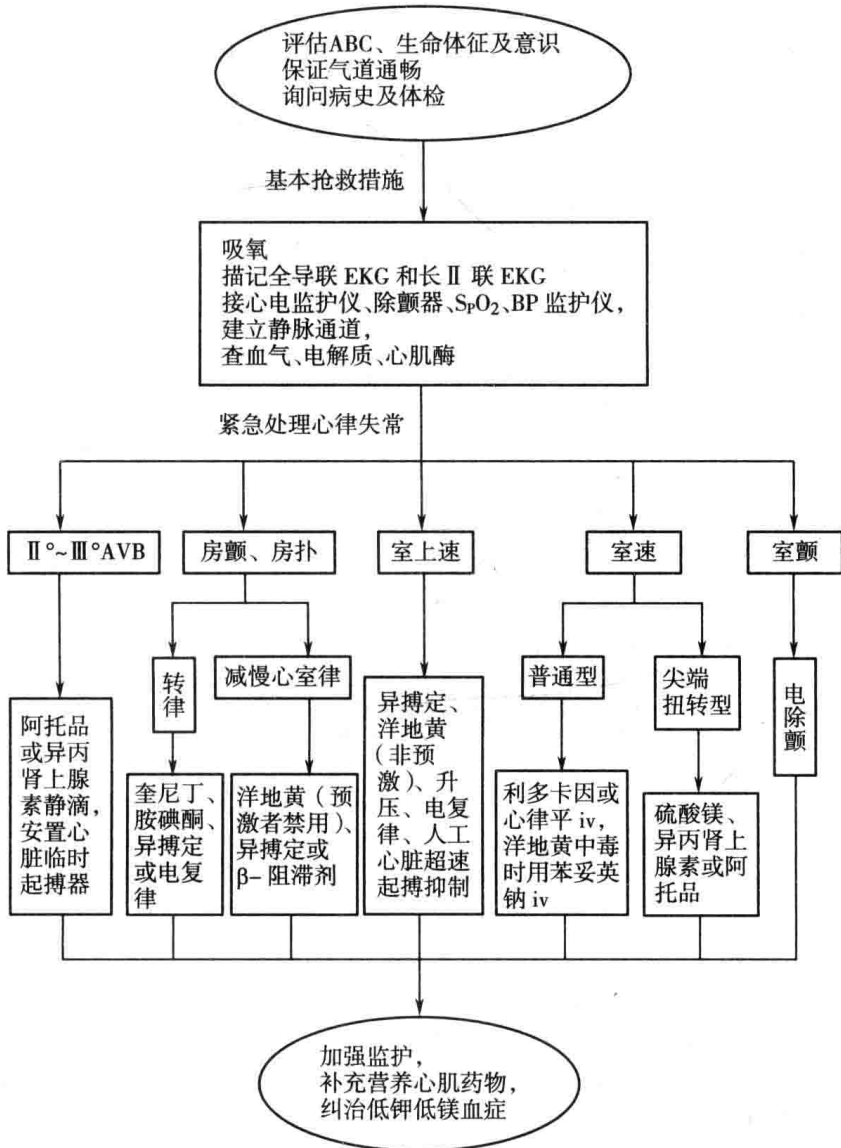 评估ABC、生命体征及意识
保证气道通畅
询问病史及体检
基本抢救措施
吸氧
描记全导联 EKG 和长Ⅱ 联 EKG
接心电监护仪、除颤器、SPO2、BP 监护仪，
建立静脉通道，
查血气、电解质、心肌酶
紧急处理心律失常
Ⅱ°~Ⅲ°AVB
房颤、房扑
室上速
室速
室颤
转律
减慢心室律
普通型
尖端
扭转型
电除颤
阿托品
或异丙
肾上腺
素静滴，
安置心
脏临时
起搏器
奎尼丁、
胺碘酮、
异搏定
或电复
律
洋地黄（预
激者禁用）、
异搏定或
β-阻滞剂
异搏定、
洋地黄
（非预
激）、升
压、电复
律、人工
心脏超速
起搏抑制
利多卡因或
心律平 iv，
洋地黄中毒
时用苯妥英
钠 iv
硫酸镁、
异丙肾上
腺素或阿
托品
加强监护，
补充营养心肌药物，
纠治低钾低镁血症